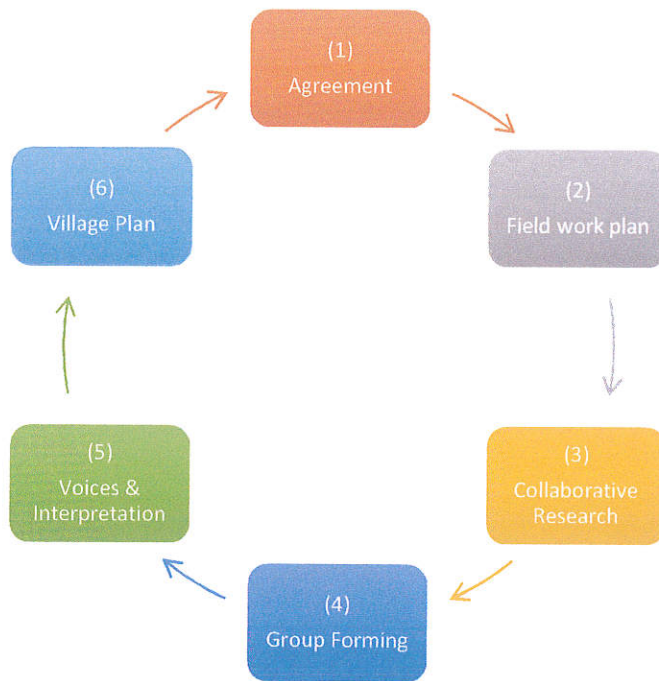 (1)
Agreement
(2)
Field work plan
(3)
Collaborative
Research
(4)
Group Forming
(5)
Voices &
Interpretation
(6)
Village Plan